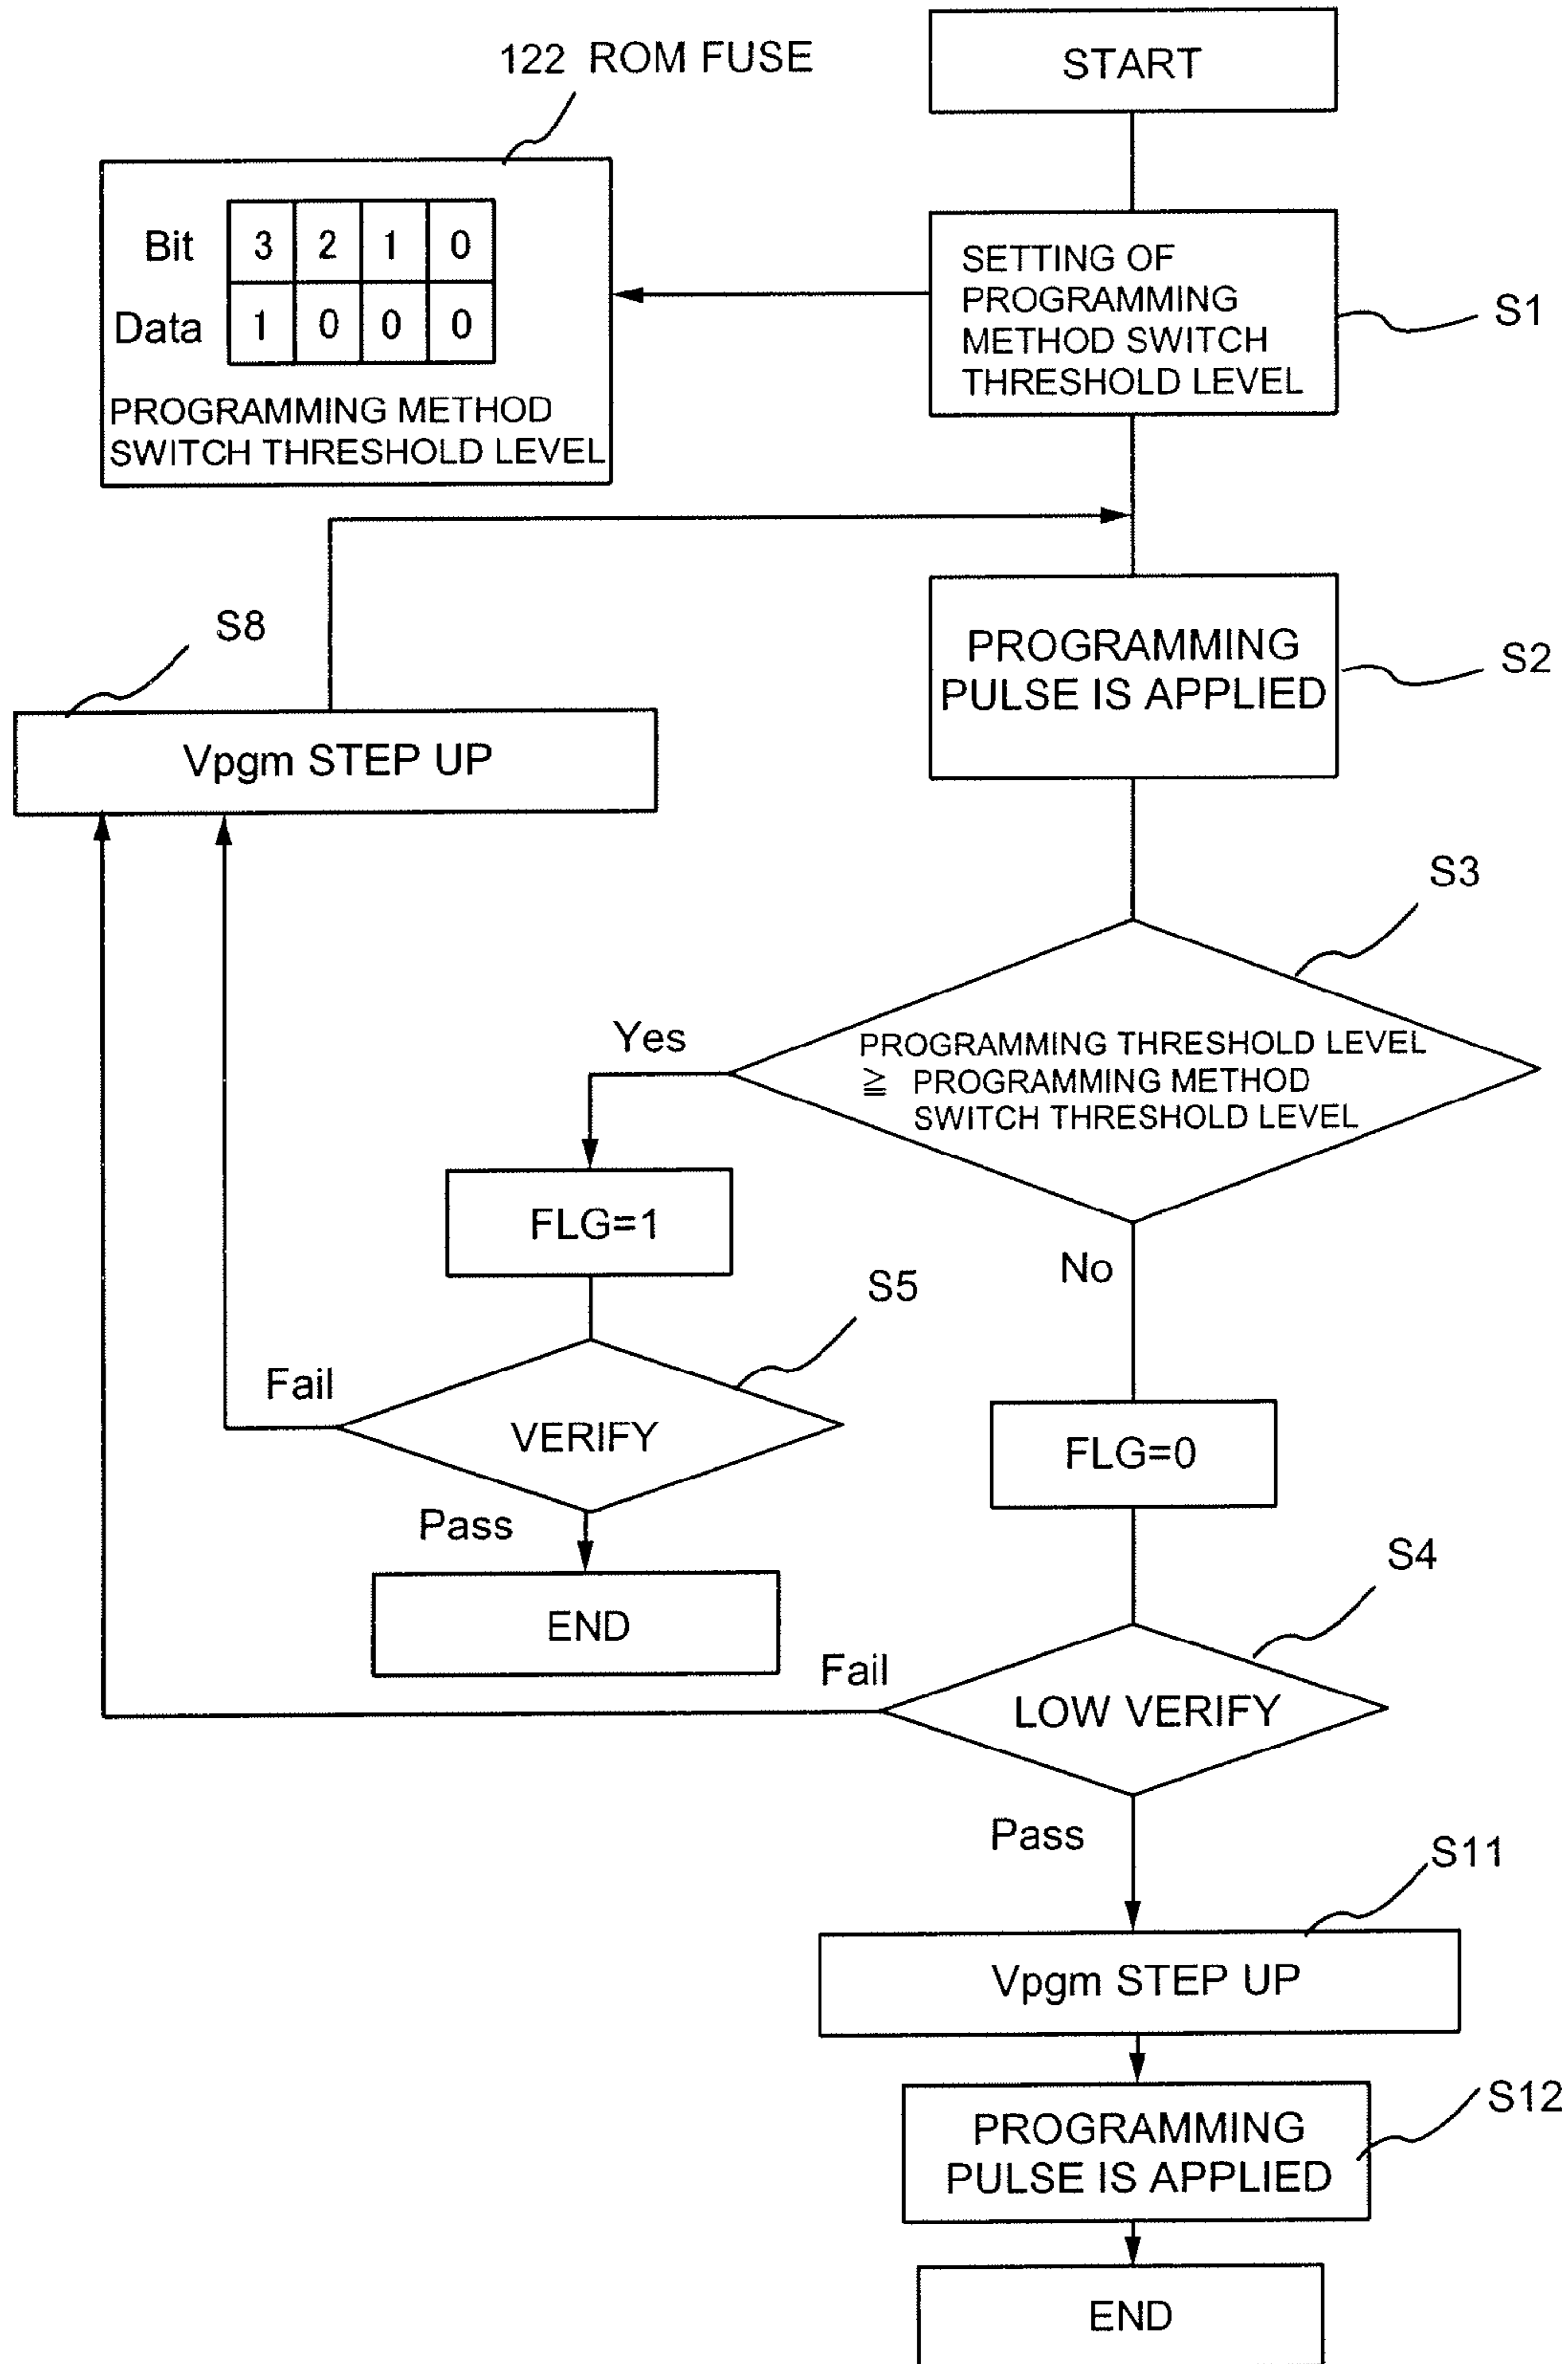 122 ROM FUSE
START
Bit 3 2 1 0
Data 1 0 0 0
PROGRAMMING METHOD
SWITCH THRESHOLD LEVEL
SETTING OF
PROGRAMMING
METHOD SWITCH
THRESHOLD LEVEL
S1
S8
Vpgm STEP UP
PROGRAMMING
PULSE IS APPLIED
S2
S3
Yes
PROGRAMMING THRESHOLD LEVEL
≧ PROGRAMMING METHOD
SWITCH THRESHOLD LEVEL
FLG=1
No
S5
Fail
VERIFY
FLG=0
Pass
END
S4
Fail
LOW VERIFY
Pass
S11
Vpgm STEP UP
PROGRAMMING
PULSE IS APPLIED
S12
END